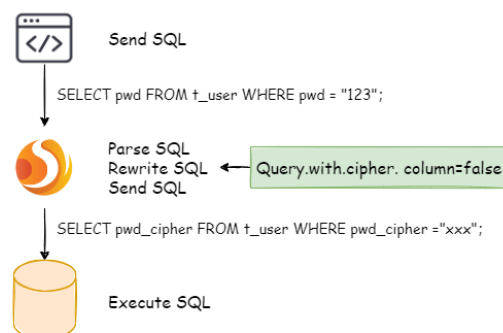 </>
Send SQL
SELECT pwd FROM t_user WHERE pwd = "123";
Parse SQL
Rewrite SQL
Send SQL
Query.with.cipher. column=false
SELECT pwd_cipher FROM t_user WHERE pwd_cipher ="xxx";
Execute SQL